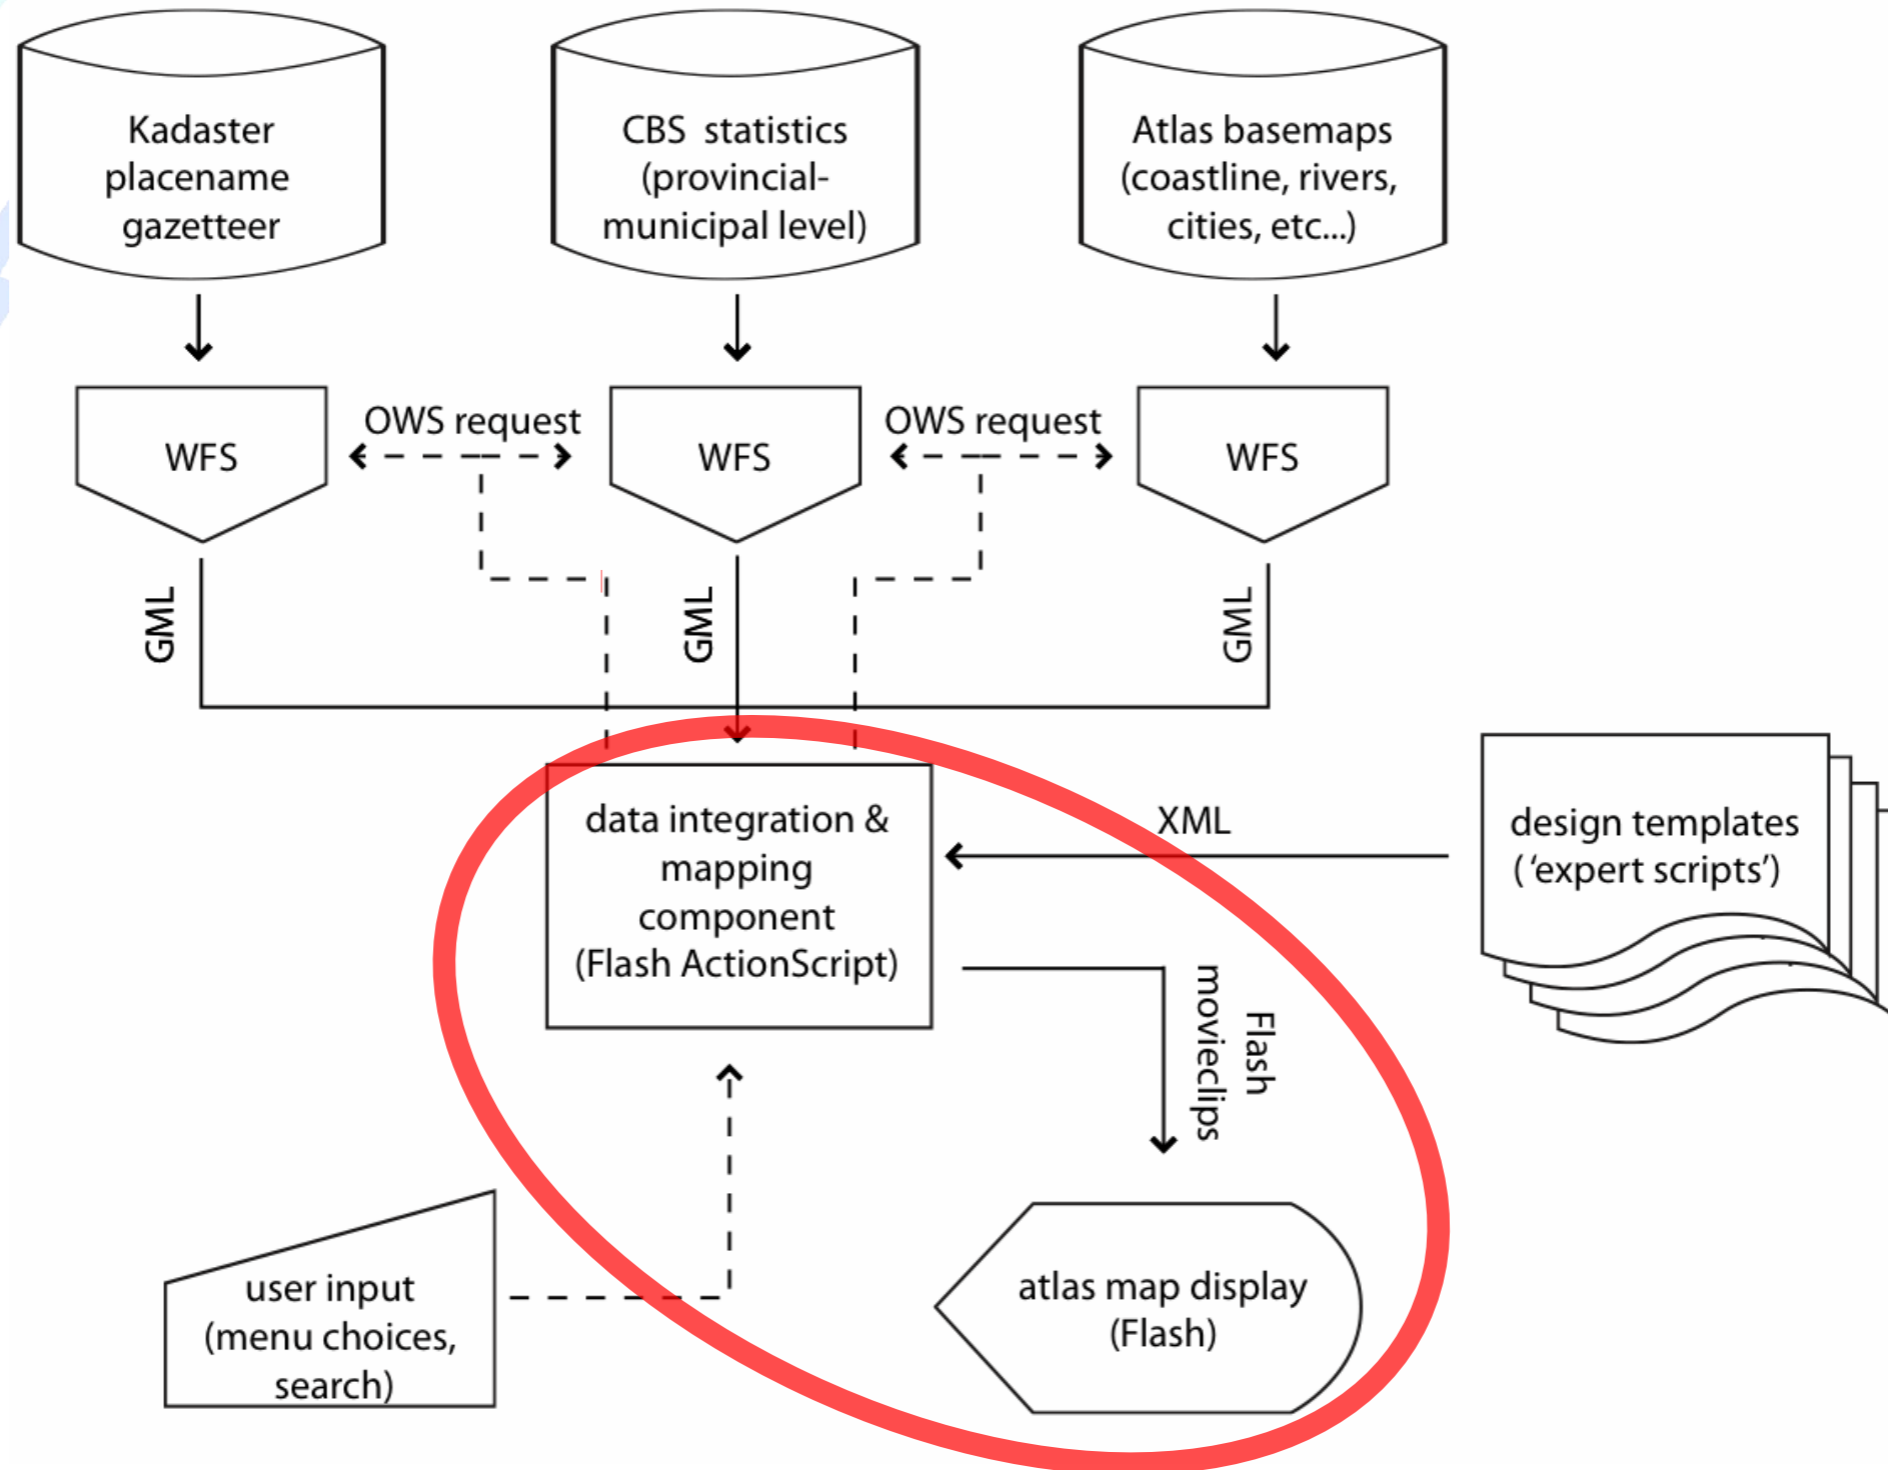 Kadaster
placename
gazetteer
CBS statistics
(provincial-
municipal level)
Atlas basemaps
(coastline, rivers,
cities, etc...)
WFS
OWS request
WFS
OWS request
WFS
GML
GML
GML
data integration &
mapping
component
(Flash ActionScript)
XML
design templates
( ‘expert scripts’)
Flash
movieclips
user input
(menu choices,
search)
atlas map display
(Flash)